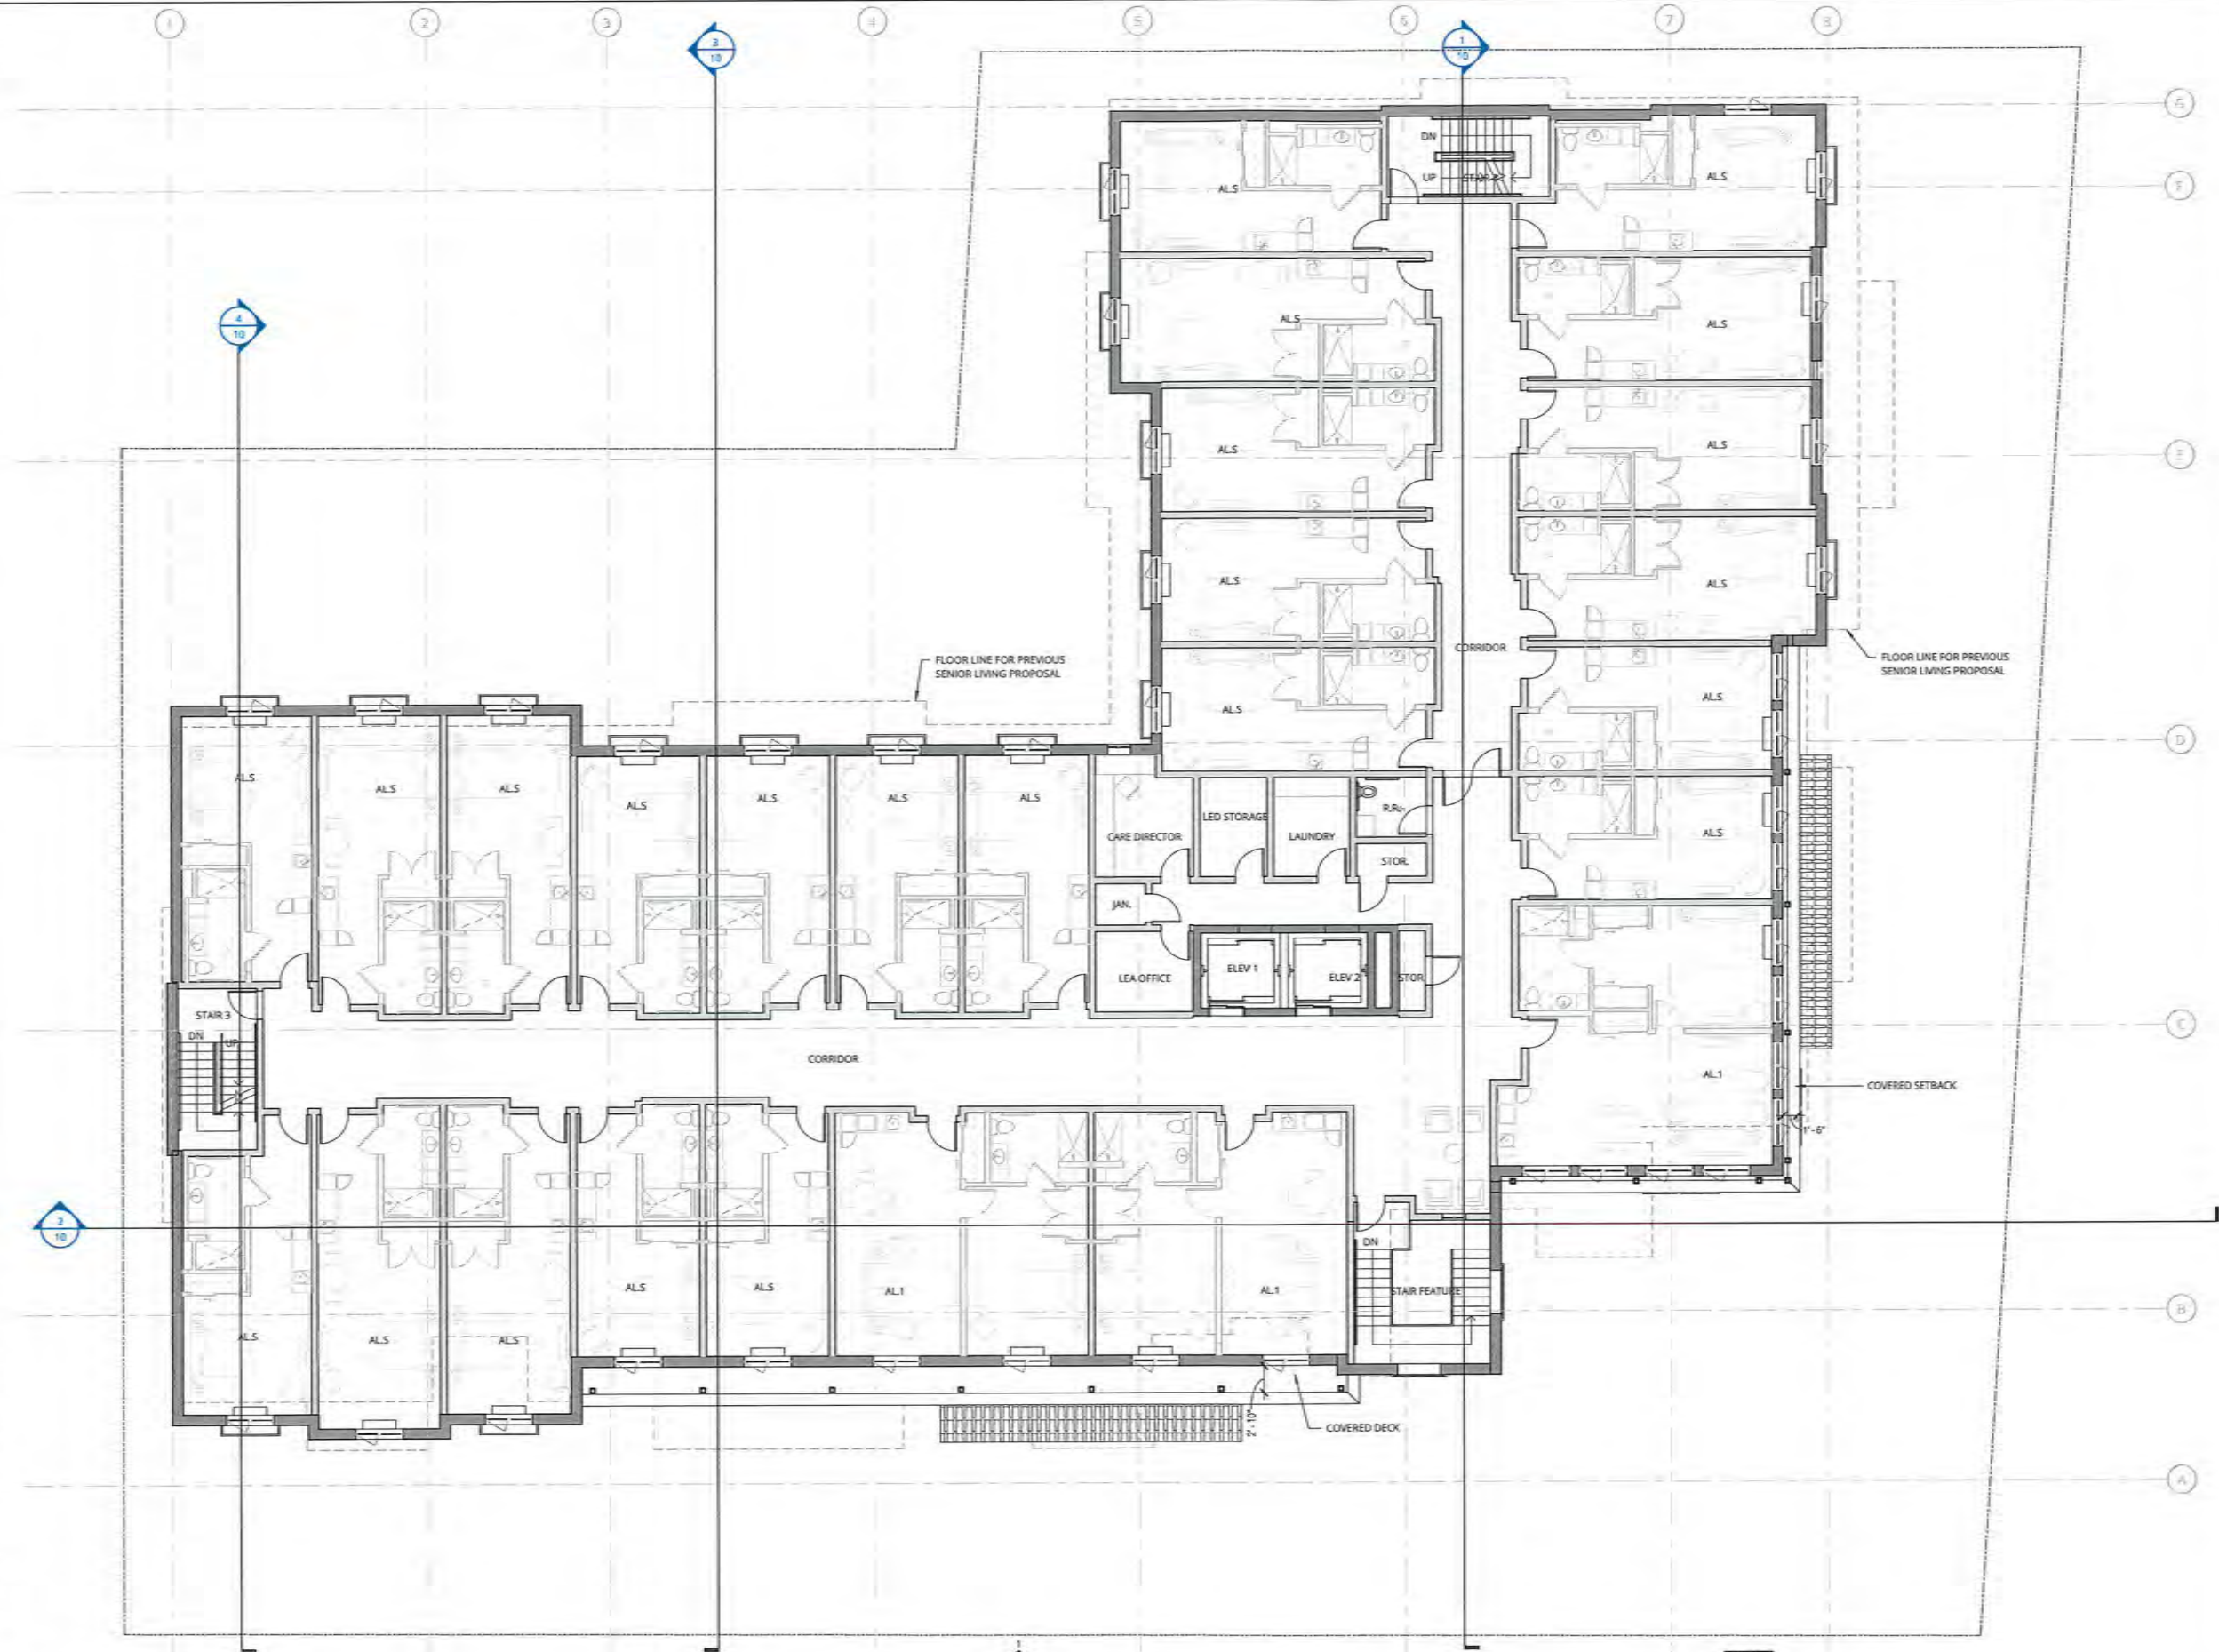 1 2 3 4 5 6 7 8
3
10
1
10
G
DN
UP
AL.S
AL.S
F
4
10
AL.S
AL.S
AL.S
AL.S
E
AL.S
AL.S
CORRIDOR
FLOOR LINE FOR PREVIOUS
SENIOR LIVING PROPOSAL
FLOOR LINE FOR PREVIOUS
SENIOR LIVING PROPOSAL
AL.S
AL.S
D
AL.S
AL.S
AL.S
AL.S
AL.S
AL.S
AL.S
CARE DIRECTOR
LED STORAGE
LAUNDRY
STOR.
AL.S
JAN.
LEA OFFICE
ELEV 1
ELEV 2
STOR.
STAIR 3
DN
UP
C
CORRIDOR
AL.1
COVERED SETBACK
1'-6"
2
10
DN
AL.S
AL.S
AL.1
AL.1
STAIR FEATURE
B
AL.S
AL.S
AL.S
2'-10"
COVERED DECK
A